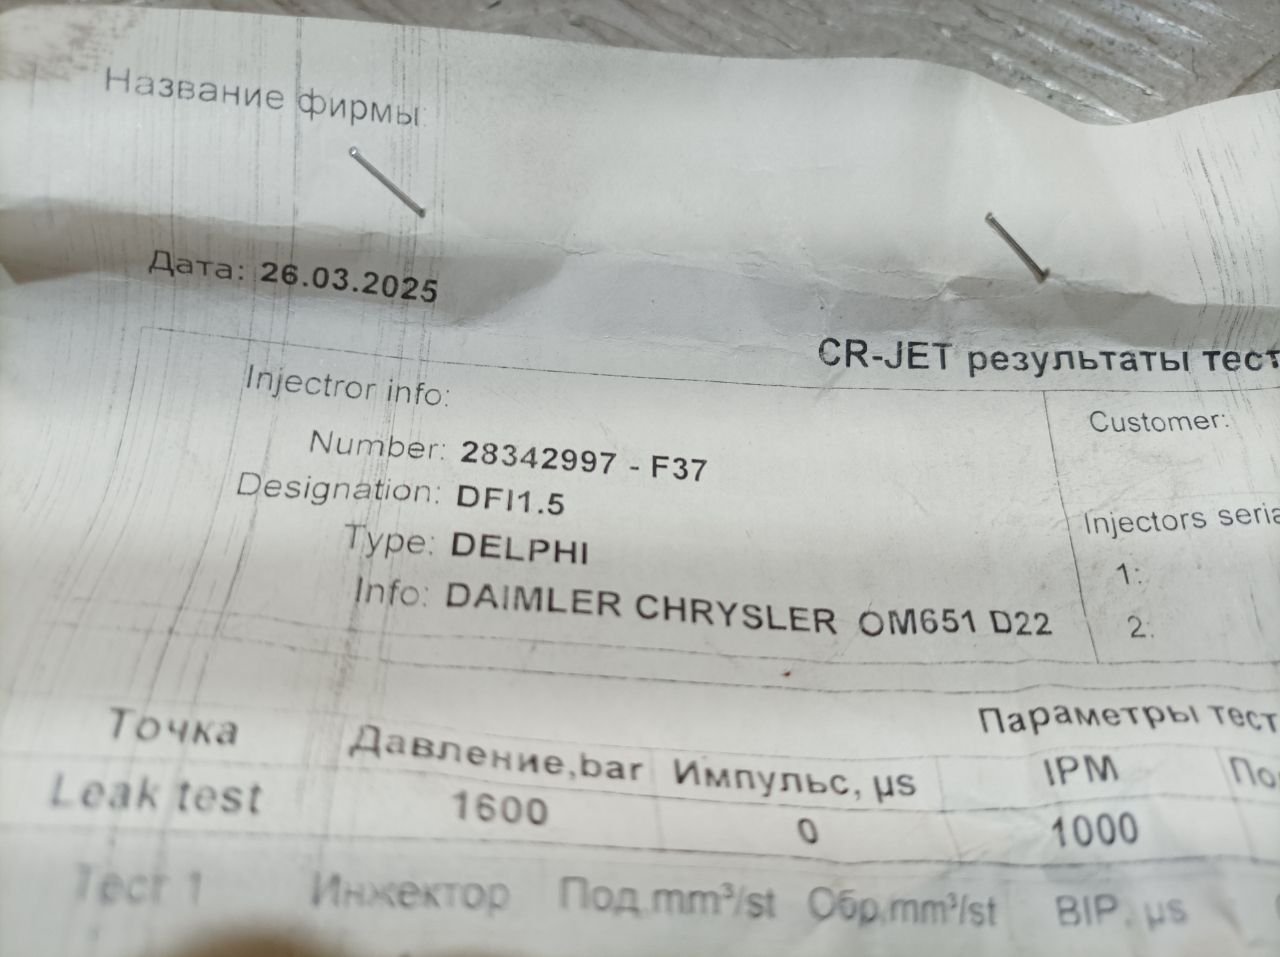 Название фирмы:
Дата: 26.03.2025
CR-JET результаты тест
Injectror info:
Number: 28342997 - F37
Designation: DFI1.5
Type: DELPHI
Info: DAIMLER CHRYSLER OM651 D22
Customer:
Injectors seria
1:
2:
Параметры тест
Точка Давление,bar Импульс, µs IPM По
Leak test 1600 0 1000
Тест 1 Инжектор Под.mm³/st Обр.mm³/st BIP, µs